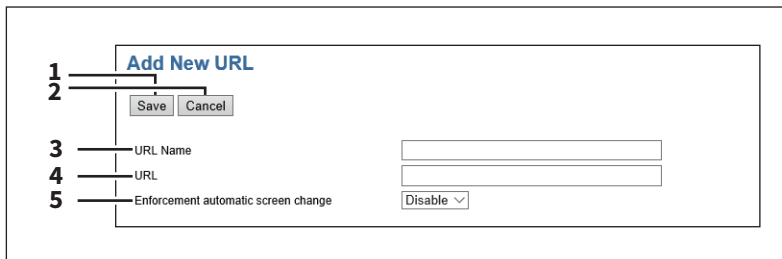 Add New URL
1
2
Save Cancel
3 URL Name
4 URL
5 Enforcement automatic screen change Disable